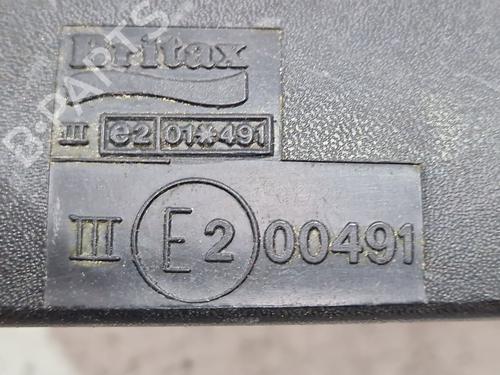 Britax
III e2 01*491
III E2 00491
B-PARTS